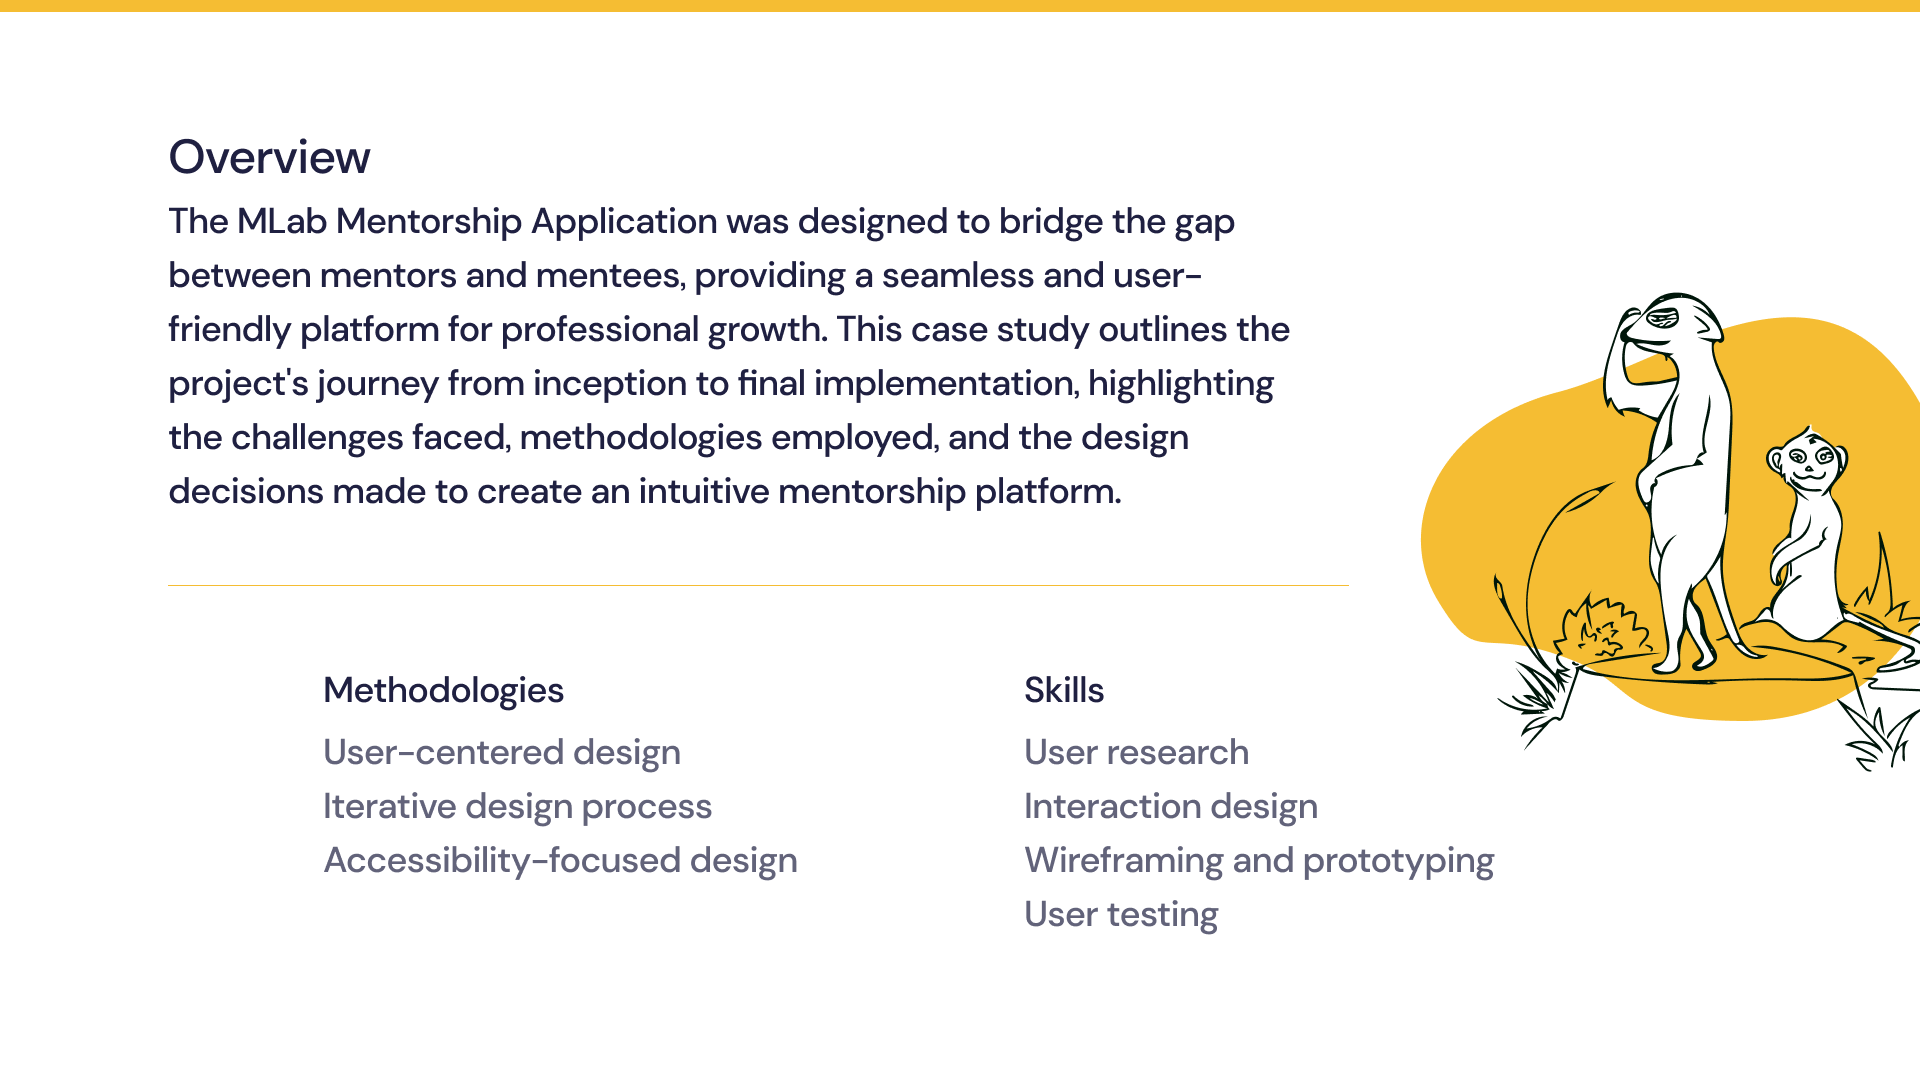 Overview
The MLab Mentorship Application was designed to bridge the gap
between mentors and mentees, providing a seamless and user-
friendly platform for professional growth. This case study outlines the
project's journey from inception to final implementation, highlighting
the challenges faced, methodologies employed, and the design
decisions made to create an intuitive mentorship platform.
Methodologies
User-centered design
Iterative design process
Accessibility-focused design
Skills
User research
Interaction design
Wireframing and prototyping
User testing